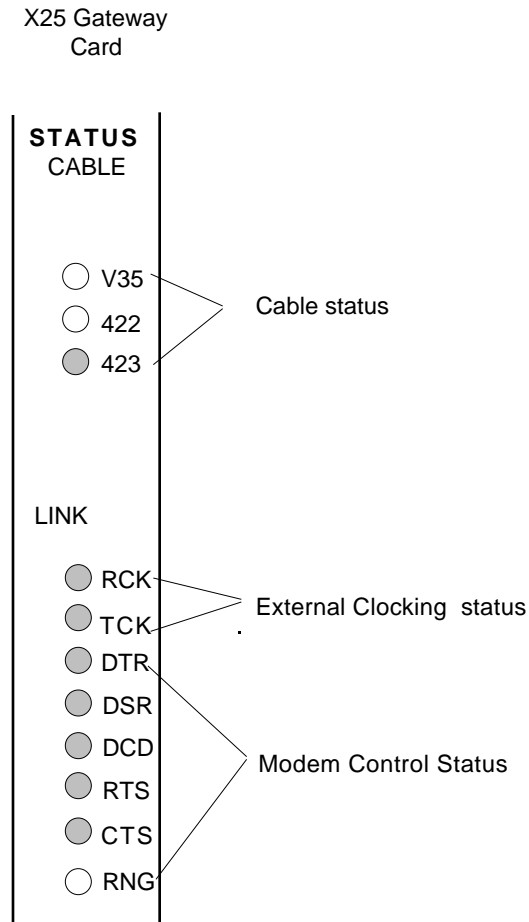 X25 Gateway
Card
STATUS
CABLE
V35
422
423
Cable status
LINK
RCK
TCK
External Clocking status
DTR
DSR
DCD
RTS
CTS
RNG
Modem Control Status